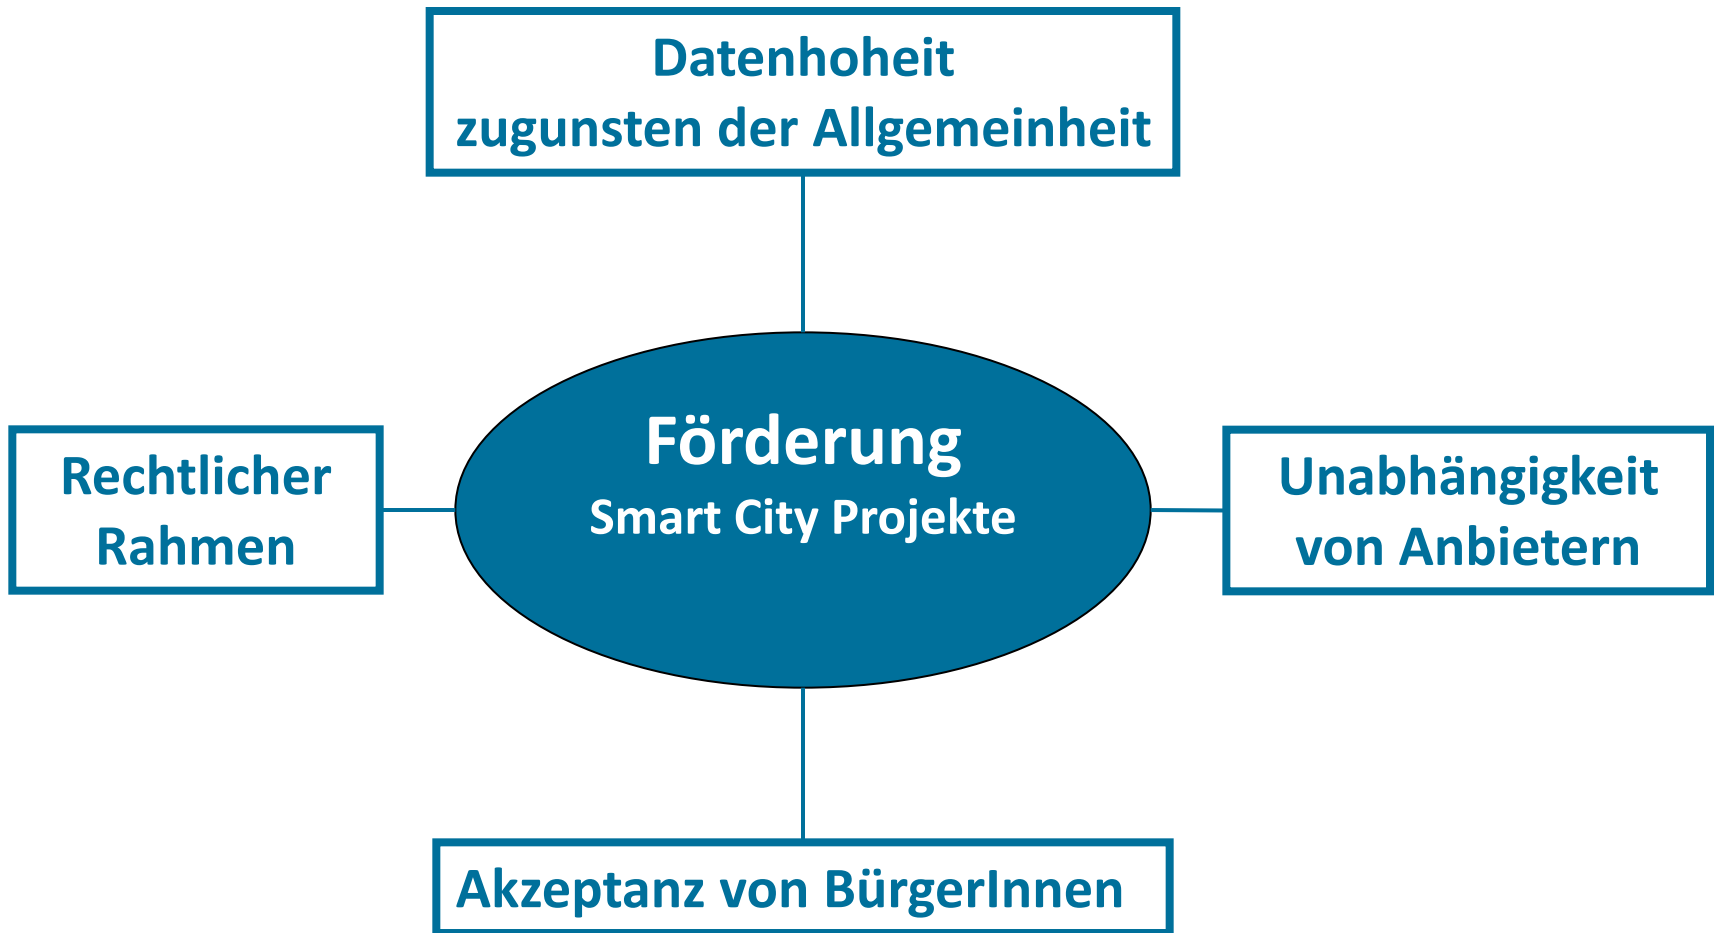 Datenhoheit
zugunsten der Allgemeinheit
Förderung
Smart City Projekte
Rechtlicher
Rahmen
Unabhängigkeit
von Anbietern
Akzeptanz von BürgerInnen